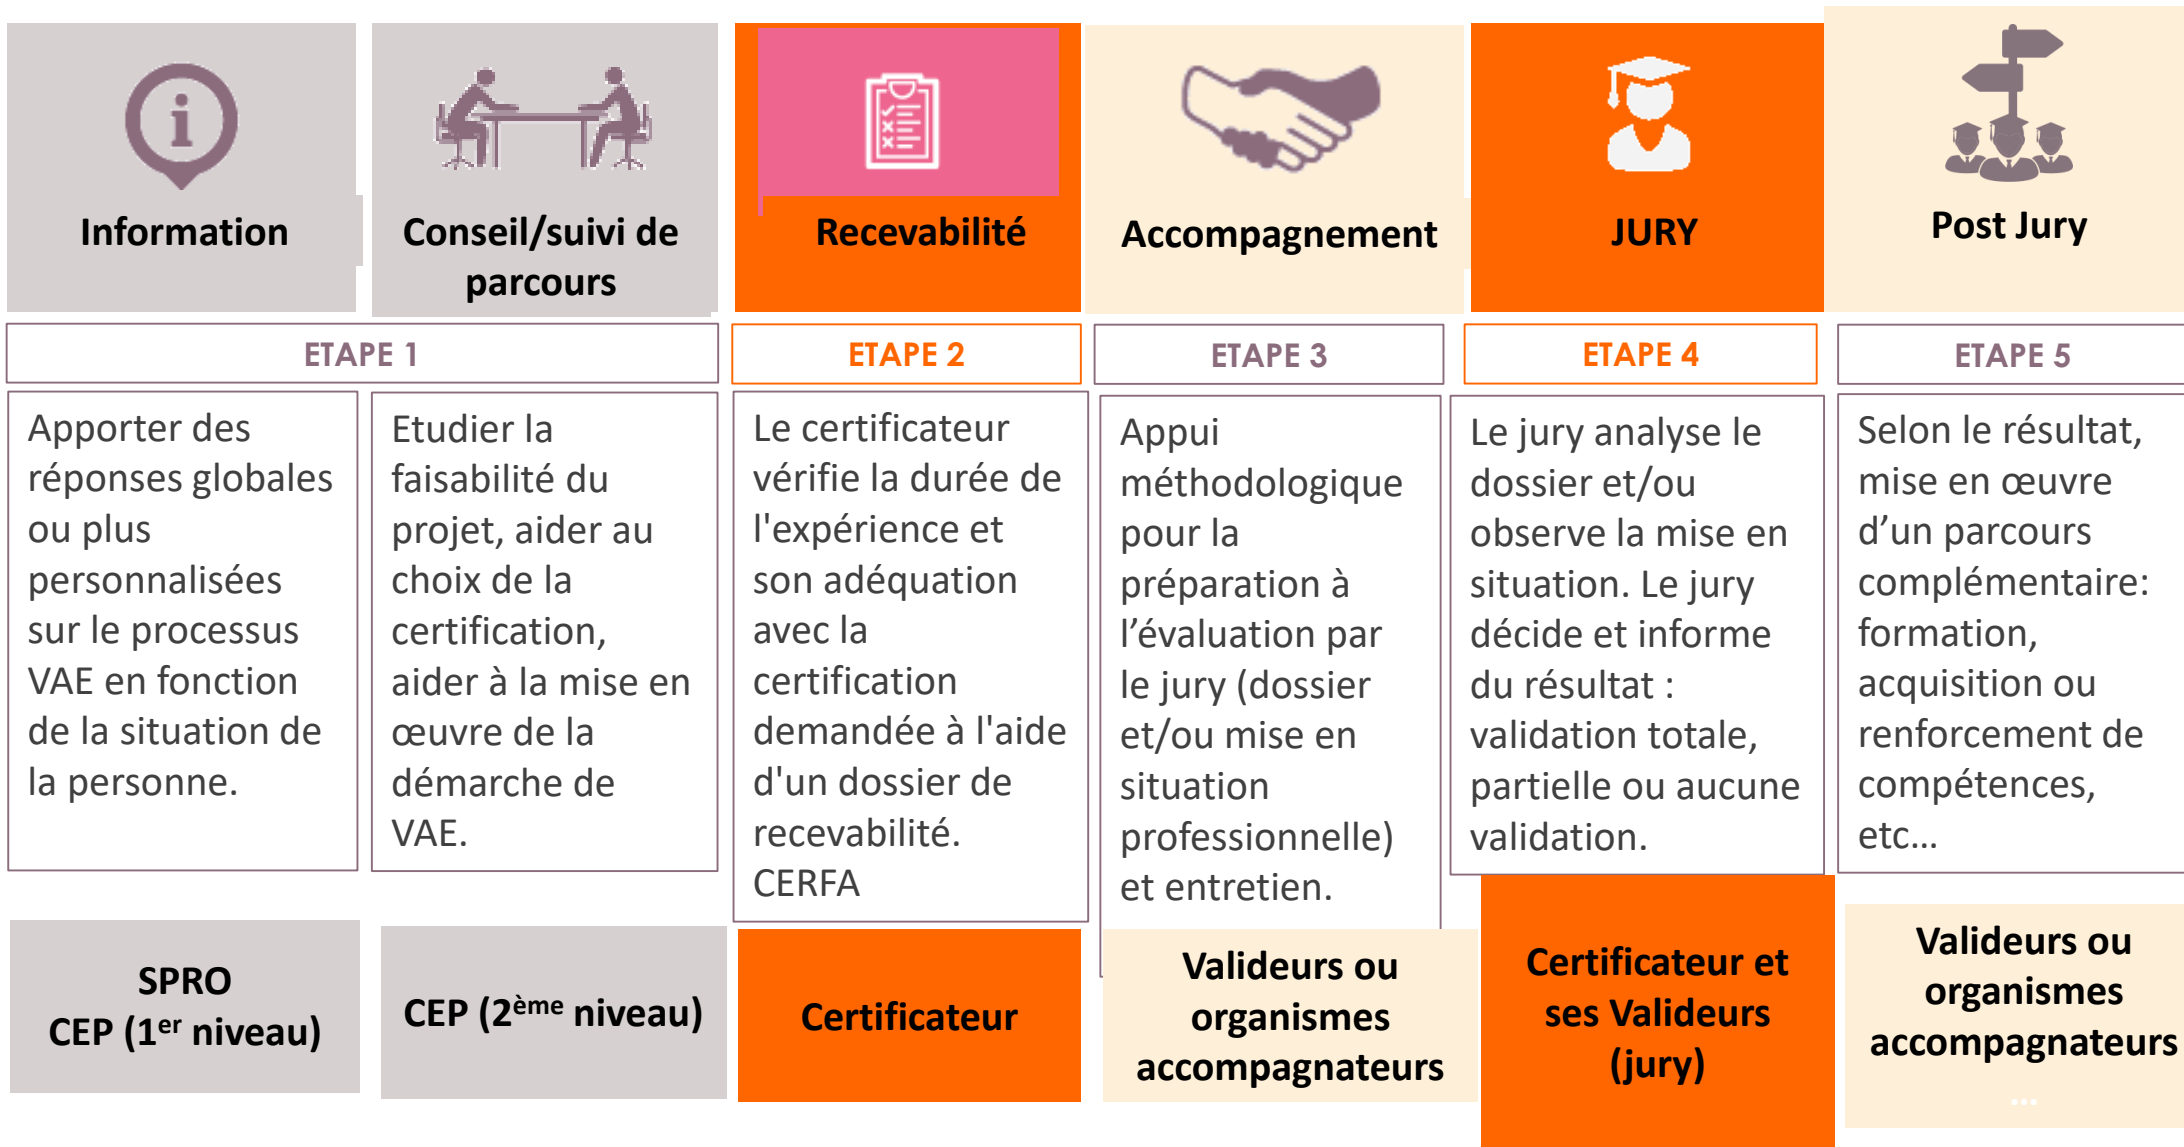 Information
Conseil/suivi de
parcours
Recevabilité
Accompagnement
JURY
Post Jury
ETAPE 1
ETAPE 2
ETAPE 3
ETAPE 4
ETAPE 5
Apporter des
réponses globales
ou plus
personnalisées
sur le processus
VAE en fonction
de la situation de
la personne.
Etudier la
faisabilité du
projet, aider au
choix de la
certification,
aider à la mise en
œuvre de la
démarche de
VAE.
Le certificateur
vérifie la durée de
l'expérience et
son adéquation
avec la
certification
demandée à l'aide
d'un dossier de
recevabilité.
CERFA
Appui
méthodologique
pour la
préparation à
l’évaluation par
le jury (dossier
et/ou mise en
situation
professionnelle)
et entretien.
Le jury analyse le
dossier et/ou
observe la mise en
situation. Le jury
décide et informe
du résultat :
validation totale,
partielle ou aucune
validation.
Selon le résultat,
mise en œuvre
d’un parcours
complémentaire:
formation,
acquisition ou
renforcement de
compétences,
etc…
SPRO
CEP (1er niveau)
CEP (2ème niveau)
Certificateur
Valideurs ou
organismes
accompagnateurs
Certificateur et
ses Valideurs
(jury)
Valideurs ou
organismes
accompagnateurs
…